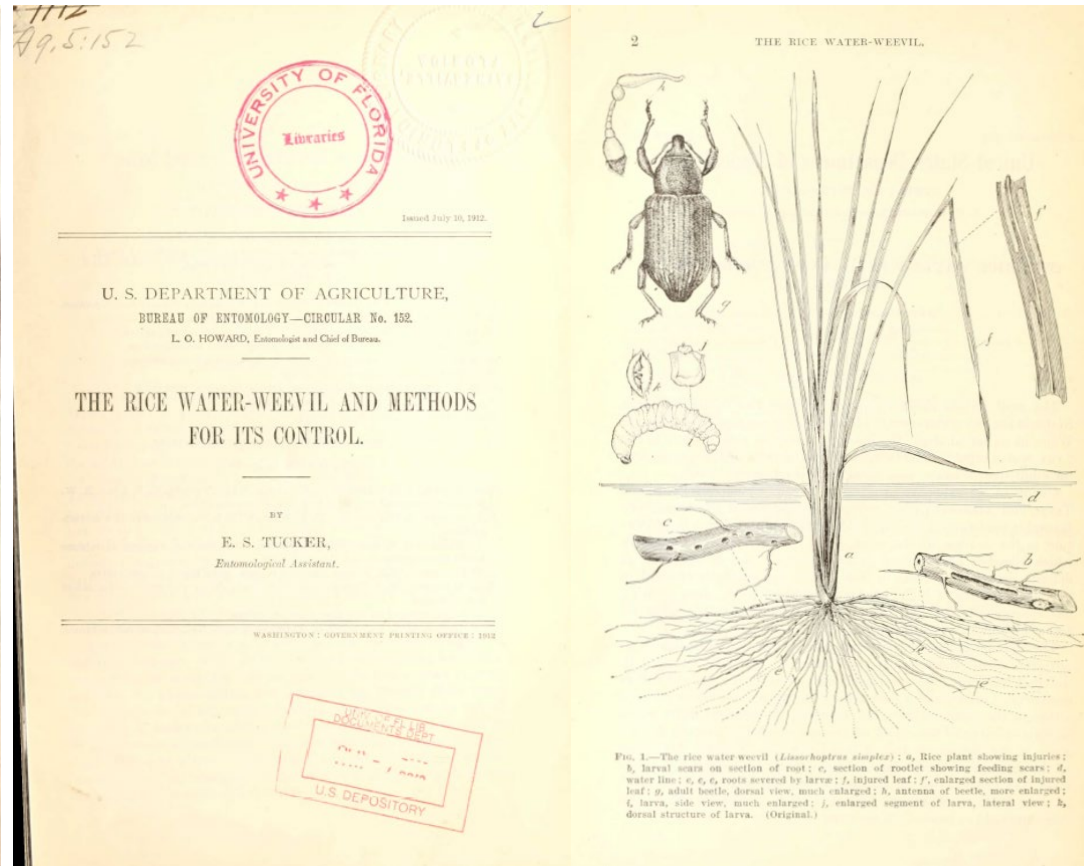 1112
Ag. 5:152
UNIVERSITY OF FLORIDA
Libraries
Issued July 10, 1912.
U. S. DEPARTMENT OF AGRICULTURE,
BUREAU OF ENTOMOLOGY—CIRCULAR No. 152.
L. O. HOWARD, Entomologist and Chief of Bureau.
THE RICE WATER-WEEVIL AND METHODS
FOR ITS CONTROL.
BY
E. S. TUCKER,
Entomological Assistant.
WASHINGTON : GOVERNMENT PRINTING OFFICE : 1912
UNIV. OF FL LIB.
DOCUMENTS DEPT
U.S. DEPOSITORY
2 THE RICE WATER-WEEVIL.
h
g
f'
f
j
k
i
d
c
a
b
e
e
e
FIG. 1.—The rice water-weevil (Lissorhoptrus simplex) : a, Rice plant showing injuries;
b, larval scars on section of root; c, section of rootlet showing feeding scars; d,
water line; e, e, e, roots severed by larvæ; f, injured leaf; f', enlarged section of injured
leaf; g, adult beetle, dorsal view, much enlarged; h, antenna of beetle, more enlarged;
i, larva, side view, much enlarged; j, enlarged segment of larva, lateral view; k,
dorsal structure of larva. (Original.)